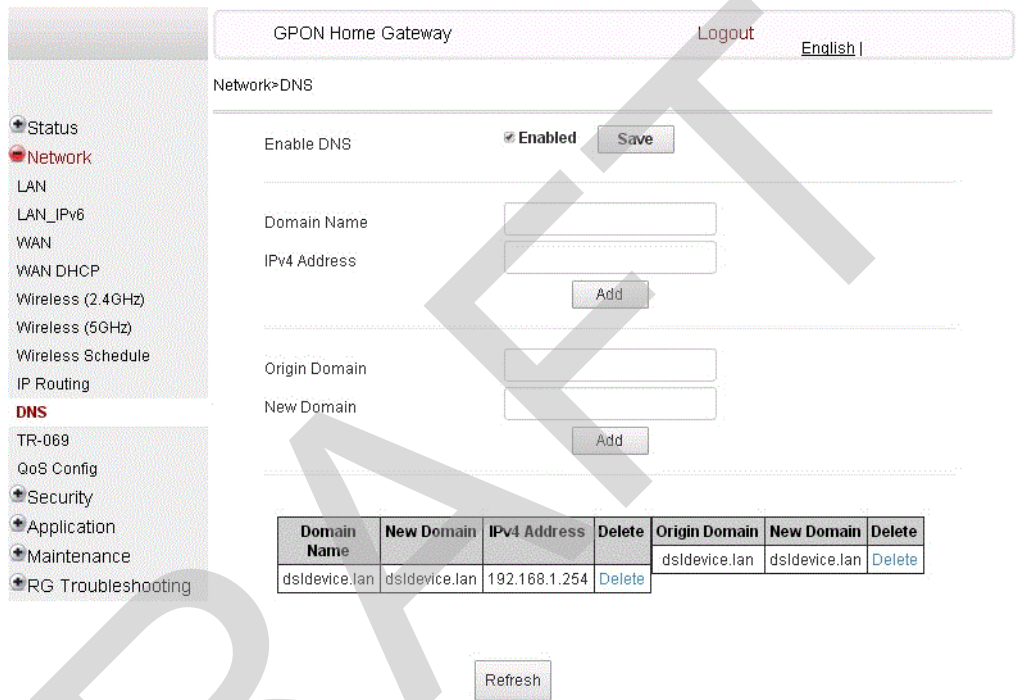 GPON Home Gateway
Logout
English |
Network>DNS
Status
Network
LAN
LAN_IPv6
WAN
WAN DHCP
Wireless (2.4GHz)
Wireless (5GHz)
Wireless Schedule
IP Routing
DNS
TR-069
QoS Config
Security
Application
Maintenance
RG Troubleshooting
Enable DNS Enabled Save
Domain Name
IPv4 Address
Add
Origin Domain
New Domain
Add
Domain Name New Domain IPv4 Address Delete
dsldevice.lan dsldevice.lan 192.168.1.254 Delete
Origin Domain New Domain Delete
dsldevice.lan dsldevice.lan Delete
Refresh
DRAFT